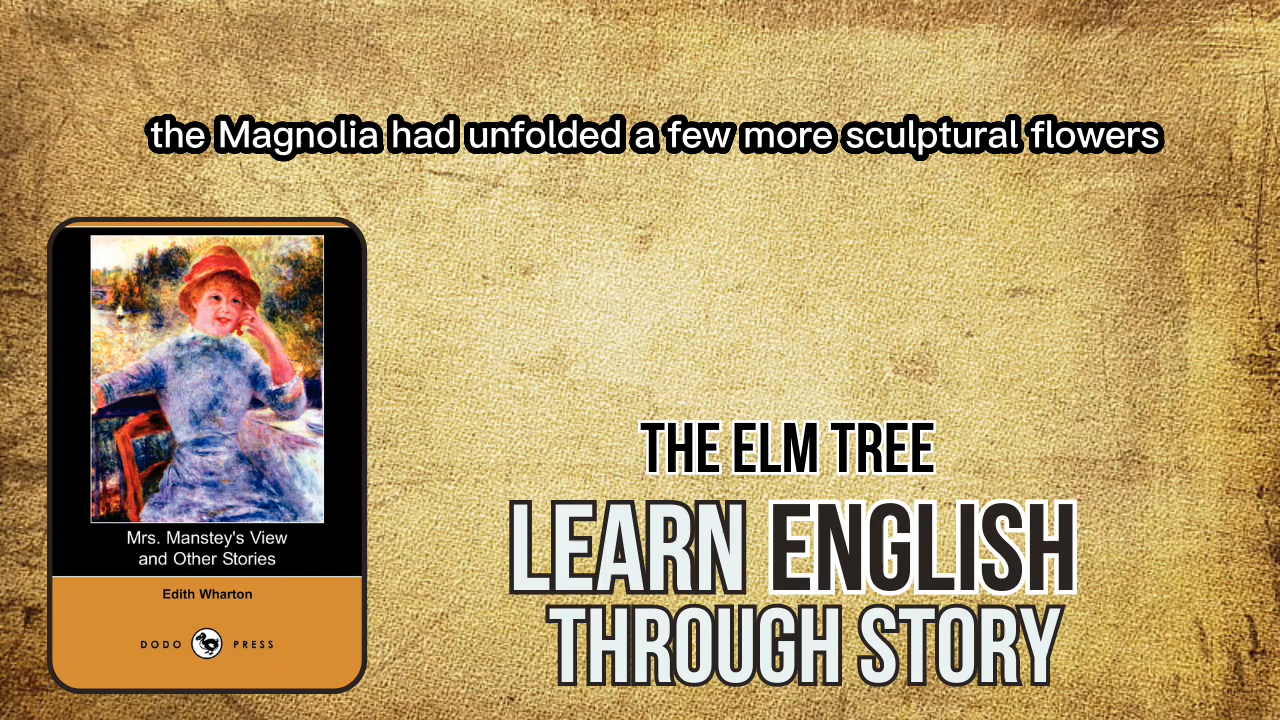 the Magnolia had unfolded a few more sculptural flowers
Mrs. Manstey's View
and Other Stories
Edith Wharton
DODO PRESS
THE ELM TREE
LEARN ENGLISH
THROUGH STORY